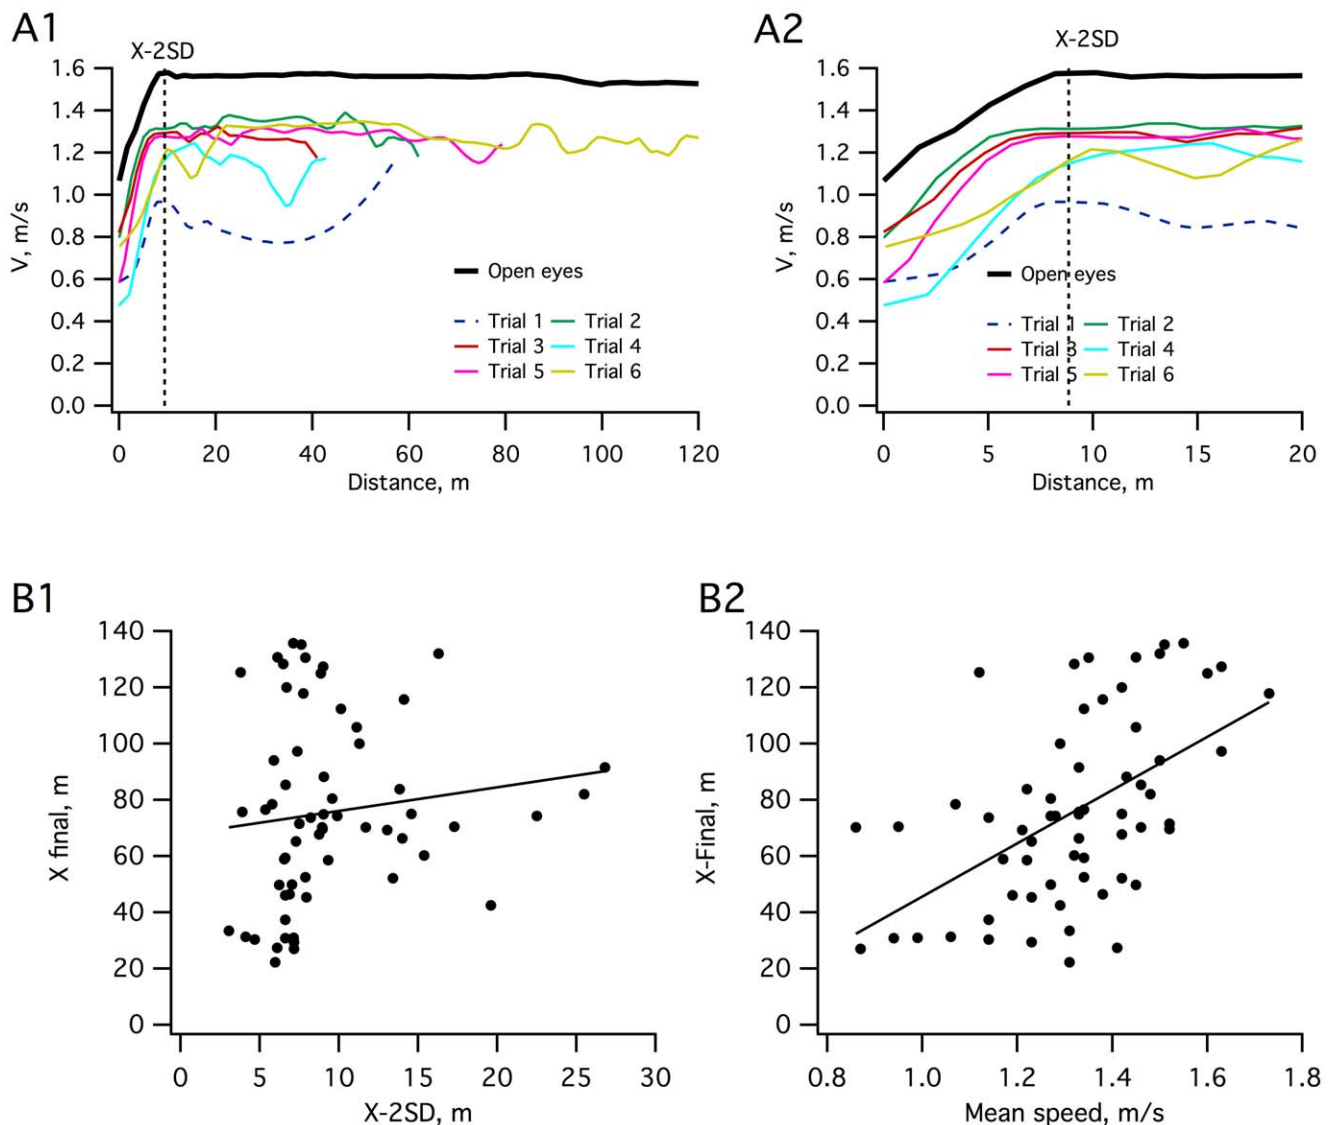 A1
X-2SD
1.6
1.4
1.2
1.0
0.8
0.6
0.4
0.2
0.0
V, m/s
Open eyes
Trial 1 Trial 2
Trial 3 Trial 4
Trial 5 Trial 6
0 20 40 60 80 100 120
Distance, m
A2
X-2SD
1.6
1.4
1.2
1.0
0.8
0.6
0.4
0.2
0.0
V, m/s
Open eyes
Trial 1 Trial 2
Trial 3 Trial 4
Trial 5 Trial 6
0 5 10 15 20
Distance, m
B1
140
120
100
80
60
40
20
0
X final, m
0 5 10 15 20 25 30
X-2SD, m
B2
140
120
100
80
60
40
20
0
X-Final, m
0.8 1.0 1.2 1.4 1.6 1.8
Mean speed, m/s